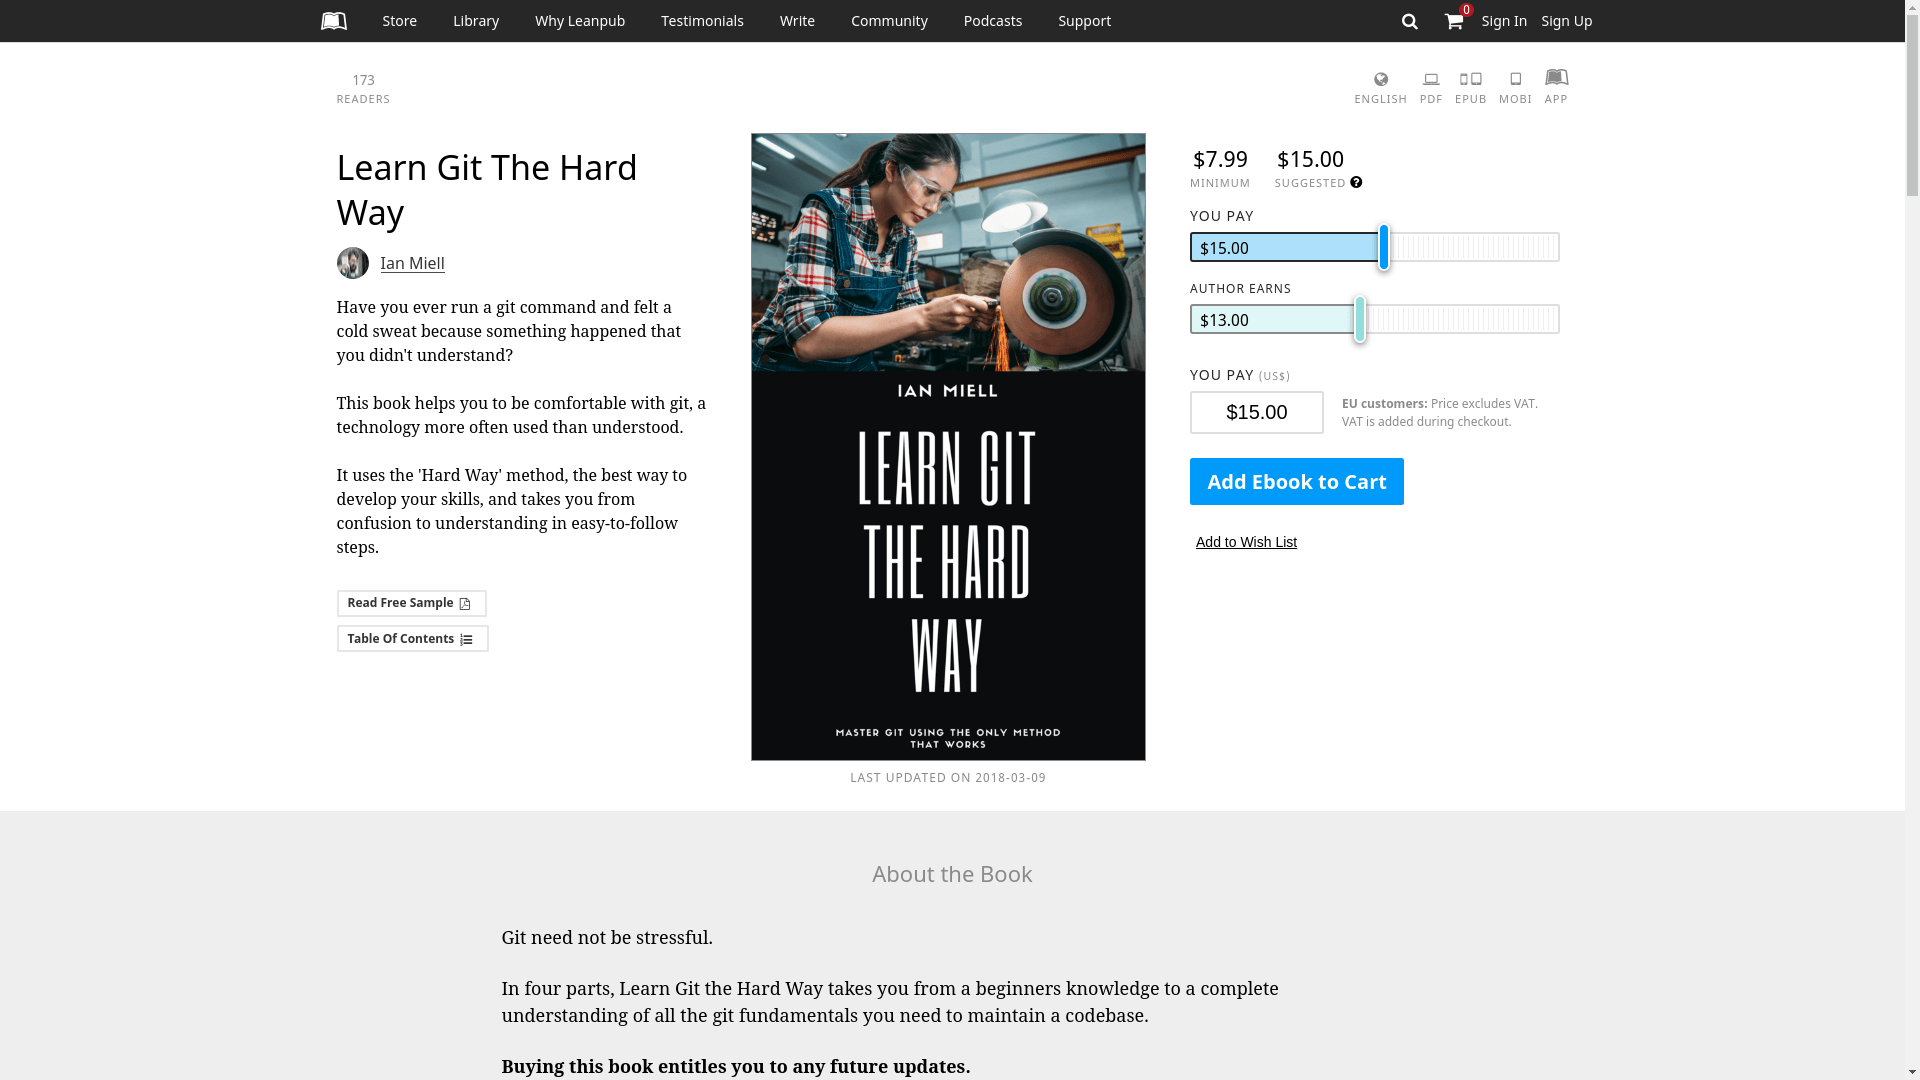 Store Library Why Leanpub Testimonials Write Community Podcasts Support 0 Sign In Sign Up
173
READERS
ENGLISH PDF EPUB MOBI APP
Learn Git The Hard
Way
Ian Miell
Have you ever run a git command and felt a
cold sweat because something happened that
you didn't understand?
This book helps you to be comfortable with git, a
technology more often used than understood.
It uses the 'Hard Way' method, the best way to
develop your skills, and takes you from
confusion to understanding in easy-to-follow
steps.
Read Free Sample
Table Of Contents
IAN MIELL
LEARN GIT
THE HARD
WAY
MASTER GIT USING THE ONLY METHOD
THAT WORKS
LAST UPDATED ON 2018-03-09
$7.99 $15.00
MINIMUM SUGGESTED
YOU PAY
$15.00
AUTHOR EARNS
$13.00
YOU PAY (US$)
$15.00
EU customers: Price excludes VAT.
VAT is added during checkout.
Add Ebook to Cart
Add to Wish List
About the Book
Git need not be stressful.
In four parts, Learn Git the Hard Way takes you from a beginners knowledge to a complete
understanding of all the git fundamentals you need to maintain a codebase.
Buying this book entitles you to any future updates.